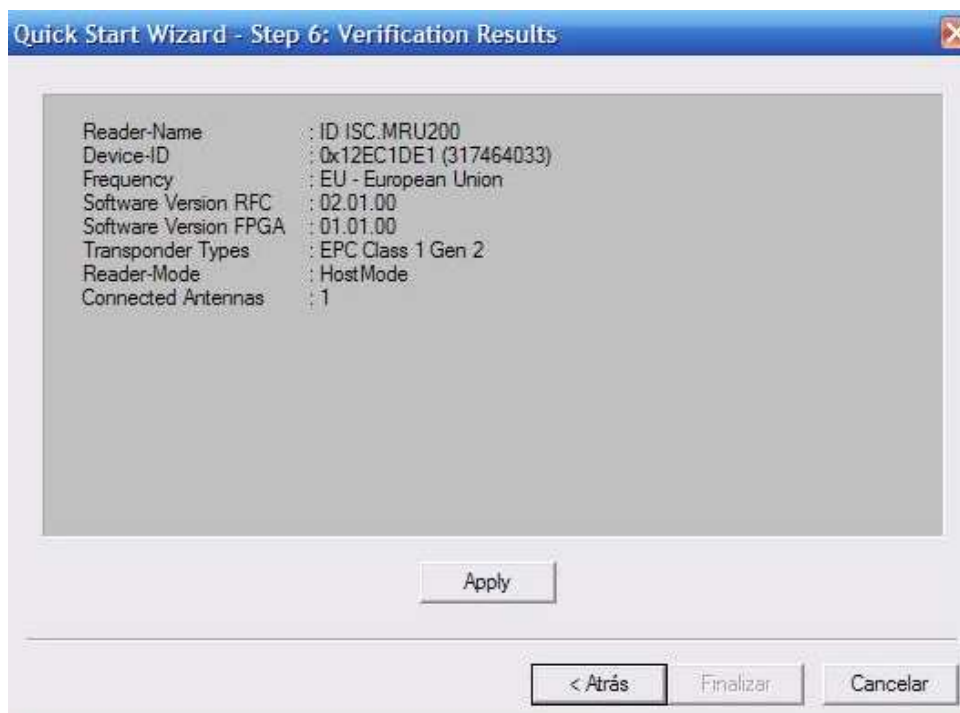 Quick Start Wizard - Step 6: Verification Results
Reader-Name : ID ISC.MRU200
Device-ID : 0x12EC1DE1 (317464033)
Frequency : EU - European Union
Software Version RFC : 02.01.00
Software Version FPGA : 01.01.00
Transponder Types : EPC Class 1 Gen 2
Reader-Mode : HostMode
Connected Antennas : 1
Apply
< Atrás Finalizar Cancelar